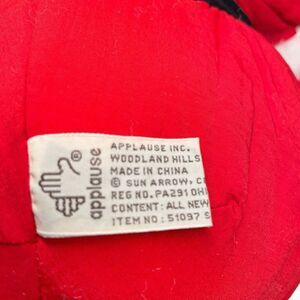 applause
®
APPLAUSE INC.
WOODLAND HILLS
MADE IN CHINA
© SUN ARROW, C
REG NO. PA291 OHI
CONTENT: ALL NEW
ITEM NO: 51097 S